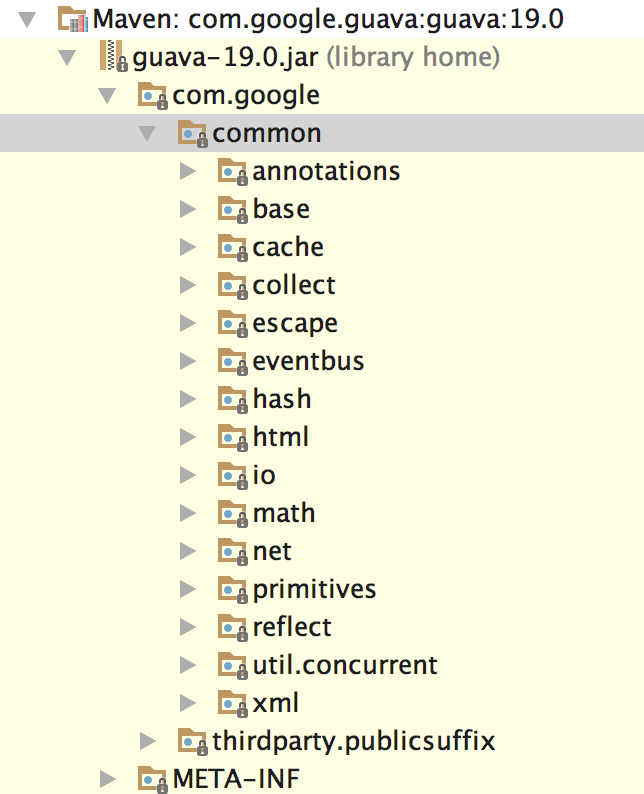 Maven: com.google.guava:guava:19.0
guava-19.0.jar (library home)
com.google
common
annotations
base
cache
collect
escape
eventbus
hash
html
io
math
net
primitives
reflect
util.concurrent
xml
thirdparty.publicsuffix
META-INF